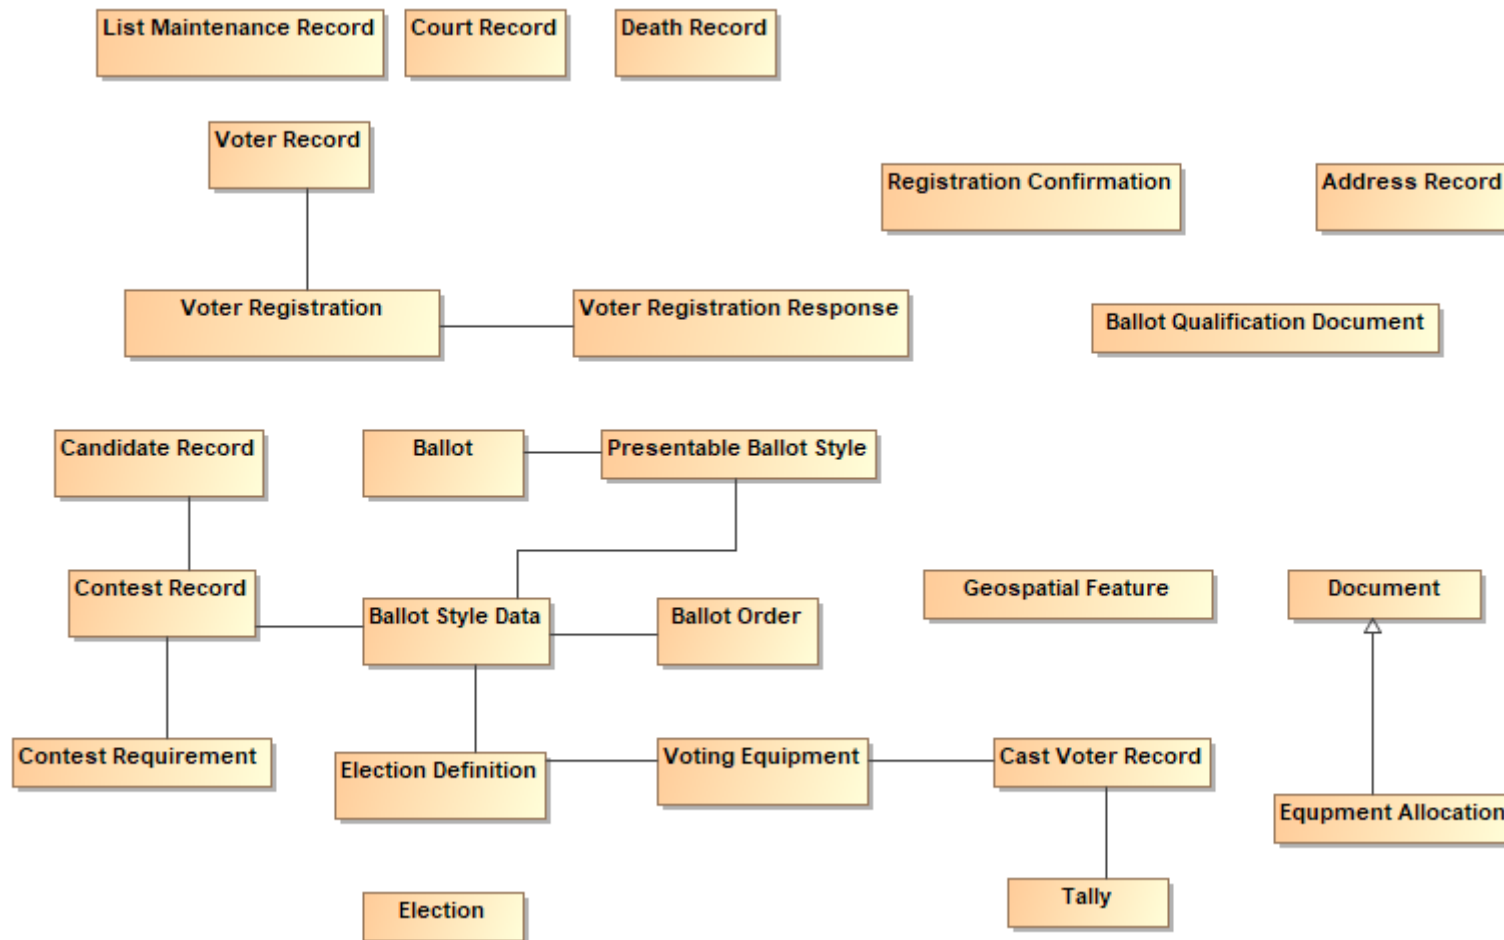 List Maintenance Record
Court Record
Death Record
Voter Record
Registration Confirmation
Address Record
Voter Registration
Voter Registration Response
Ballot Qualification Document
Candidate Record
Ballot
Presentable Ballot Style
Contest Record
Ballot Style Data
Ballot Order
Geospatial Feature
Document
Contest Requirement
Election Definition
Voting Equipment
Cast Voter Record
Equpment Allocation
Election
Tally